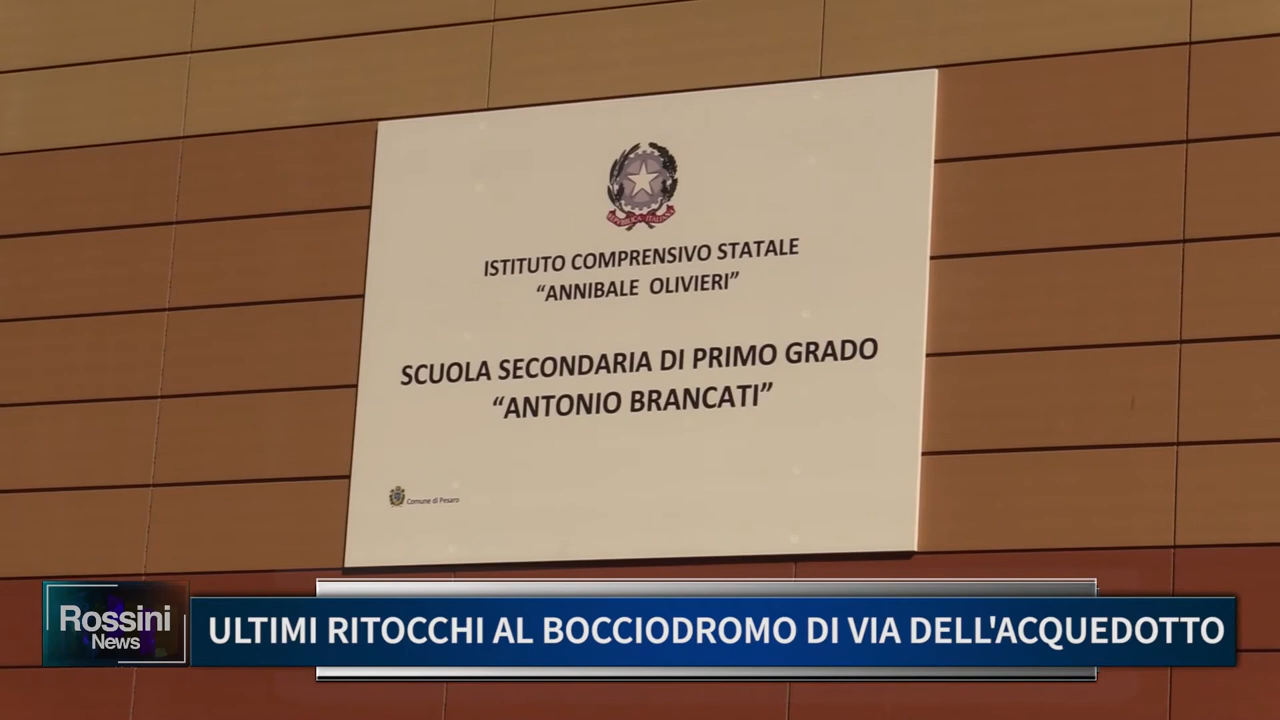 REPUBBLICA ITALIANA
ISTITUTO COMPRENSIVO STATALE
“ANNIBALE OLIVIERI”
SCUOLA SECONDARIA DI PRIMO GRADO
“ANTONIO BRANCATI”
Comune di Pesaro
Rossini
News
ULTIMI RITOCCHI AL BOCCIODROMO DI VIA DELL'ACQUEDOTTO